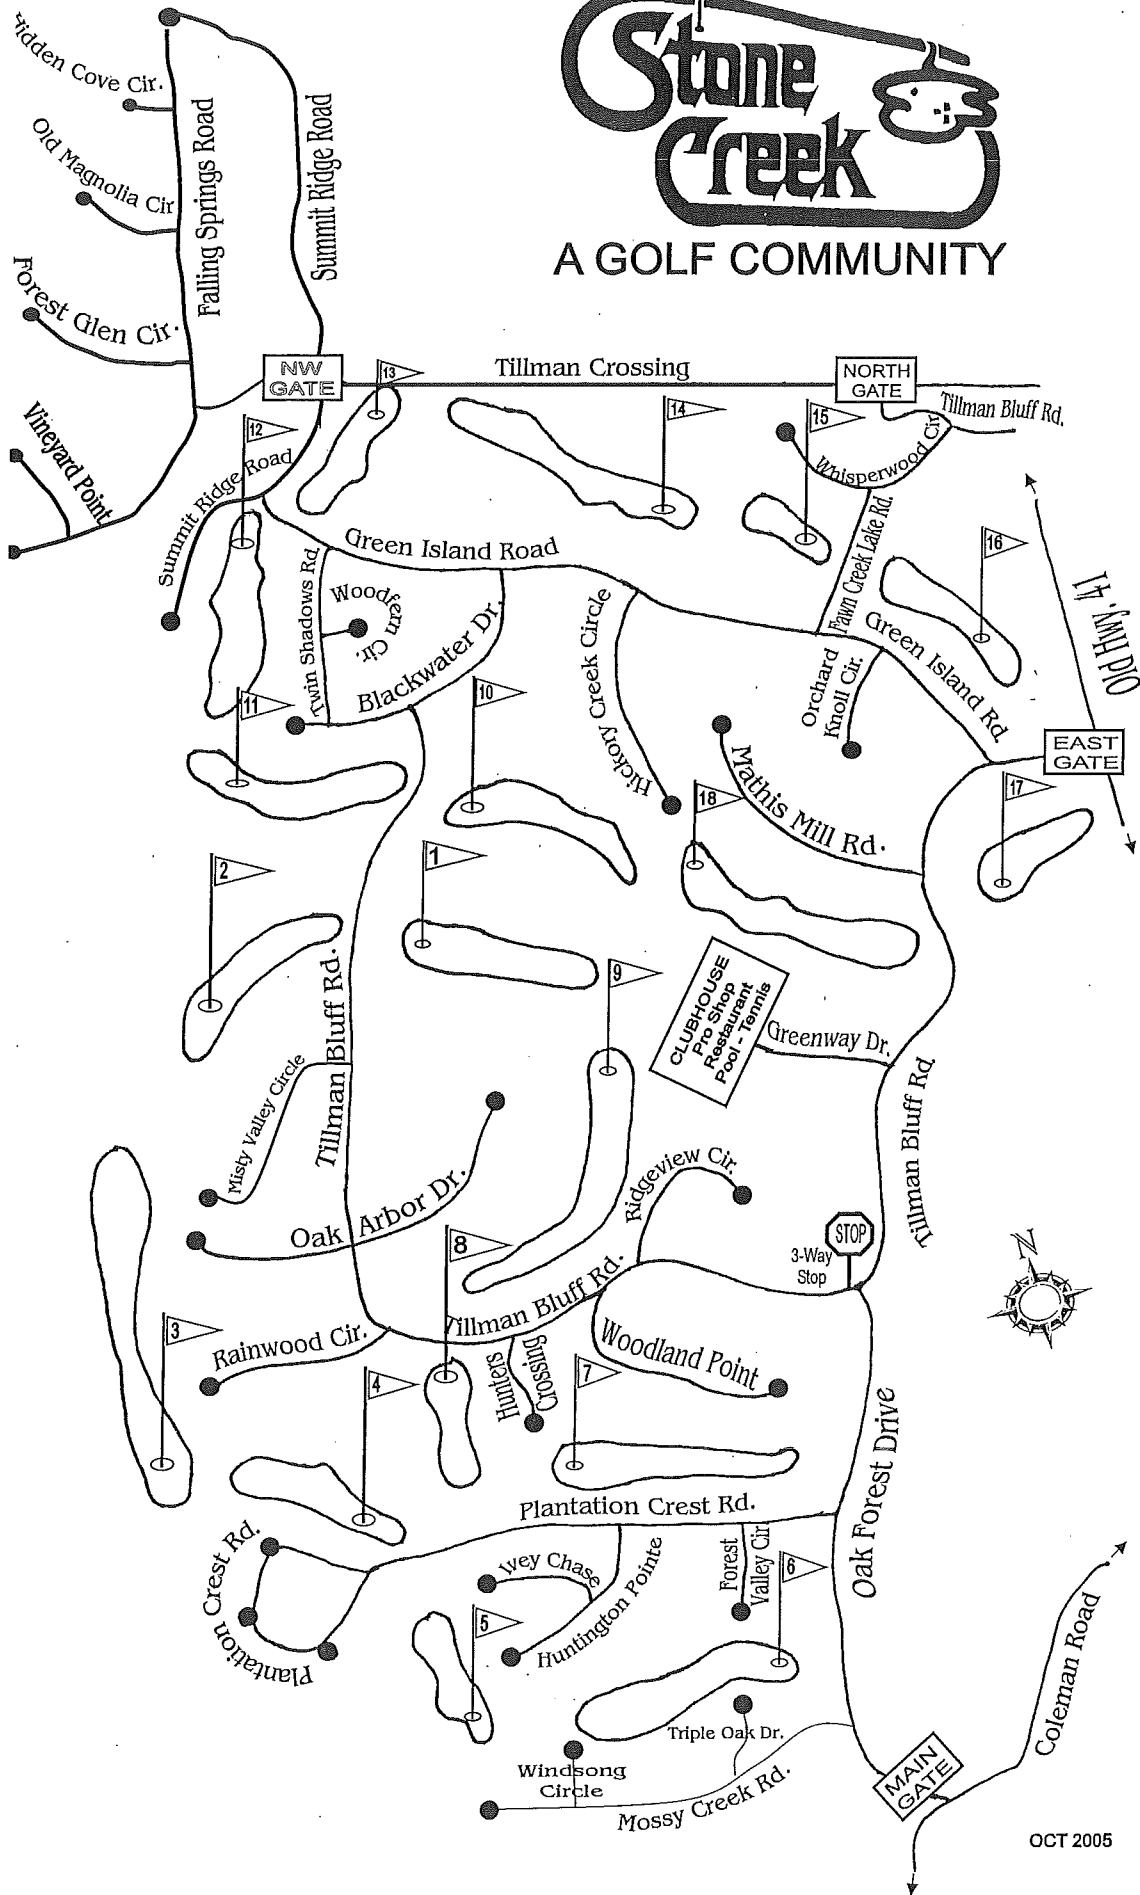 Stone
Creek
A GOLF COMMUNITY
Hidden Cove Cir.
Old Magnolia Cir
Forest Glen Cir.
Falling Springs Road
Summit Ridge Road
Vineyard Point
NW
GATE
13
Tillman Crossing
NORTH
GATE
Tillman Bluff Rd.
12
14
15
Whisperwood Cir
Summit Ridge Road
Green Island Road
Fawn Creek Lake Rd.
16
Old Hwy. 41
Twin Shadows Rd.
Woodfern Cir.
Blackwater Dr.
Hickory Creek Circle
Orchard
Knoll Cir.
Green Island Rd.
EAST
GATE
11
10
17
18
Mathis Mill Rd.
2
1
9
CLUBHOUSE
Pro Shop
Restaurant
Pool - Tennis
Greenway Dr.
Tillman Bluff Rd.
Misty Valley Circle
Tillman Bluff Rd.
Oak Arbor Dr.
Ridgeview Cir.
STOP
3-Way
Stop
N
8
Tillman Bluff Rd.
3
Rainwood Cir.
Hunters
Crossing
Woodland Point
4
7
Oak Forest Drive
Plantation Crest Rd.
Plantation Crest Rd.
Ivey Chase
Huntington Pointe
Forest
Valley Cir
6
5
Coleman Road
Triple Oak Dr.
Windsong
Circle
Mossy Creek Rd.
MAIN
GATE
OCT 2005